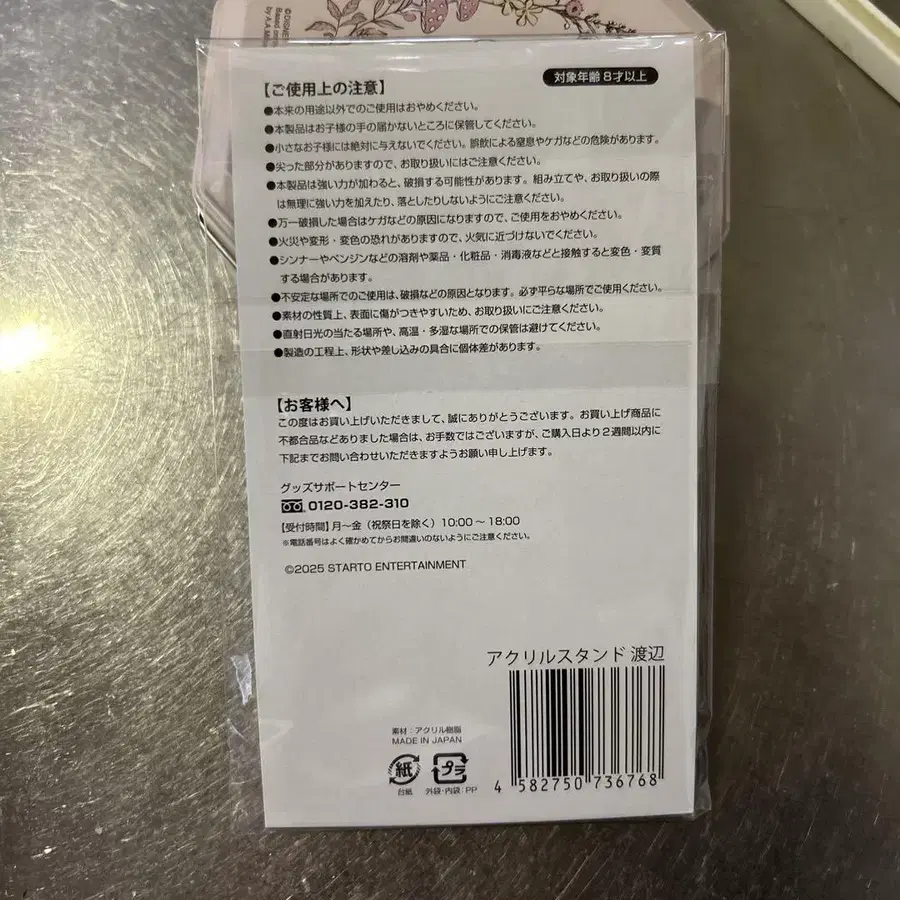 ©DISNE
Based on
by A.A.M
対象年齢 8才以上
【ご使用上の注意】
●本来の用途以外でのご使用はおやめください。
●本製品はお子様の手の届かないところに保管してください。
●小さなお子様には絶対に与えないでください。誤飲による窒息やケガなどの危険があります。
●尖った部分がありますので、お取り扱いにはご注意ください。
●本製品は強い力が加わると、破損する可能性があります。組み立てや、お取り扱いの際
は無理に強い力を加えたり、落としたりしないようにご注意ください。
●万一破損した場合はケガなどの原因になりますので、ご使用をおやめください。
●火災や変形・変色の恐れがありますので、火気に近づけないでください。
●シンナーやベンジンなどの溶剤や薬品・化粧品・消毒液などと接触すると変色・変質
する場合があります。
●不安定な場所でのご使用は、破損などの原因となります。必ず平らな場所でご使用ください。
●素材の性質上、表面に傷がつきやすいため、お取り扱いにご注意ください。
●直射日光の当たる場所や、高温・多湿な場所での保管は避けてください。
●製造の工程上、形状や差し込みの具合に個体差があります。
【お客様へ】
この度はお買い上げいただきまして、誠にありがとうございます。お買い上げ商品に
不都合品などありました場合は、お手数ではございますが、ご購入日より2週間以内に
下記までお問い合わせいただきますようお願い申し上げます。
グッズサポートセンター
0120-382-310
【受付時間】月～金（祝祭日を除く）10:00～18:00
※電話番号はよく確かめてからお間違いのないようにご注意ください。
©2025 STARTO ENTERTAINMENT
アクリルスタンド 渡辺
素材：アクリル樹脂
MADE IN JAPAN
紙
台紙
プラ
外袋・内袋：PP
4 582750 736768